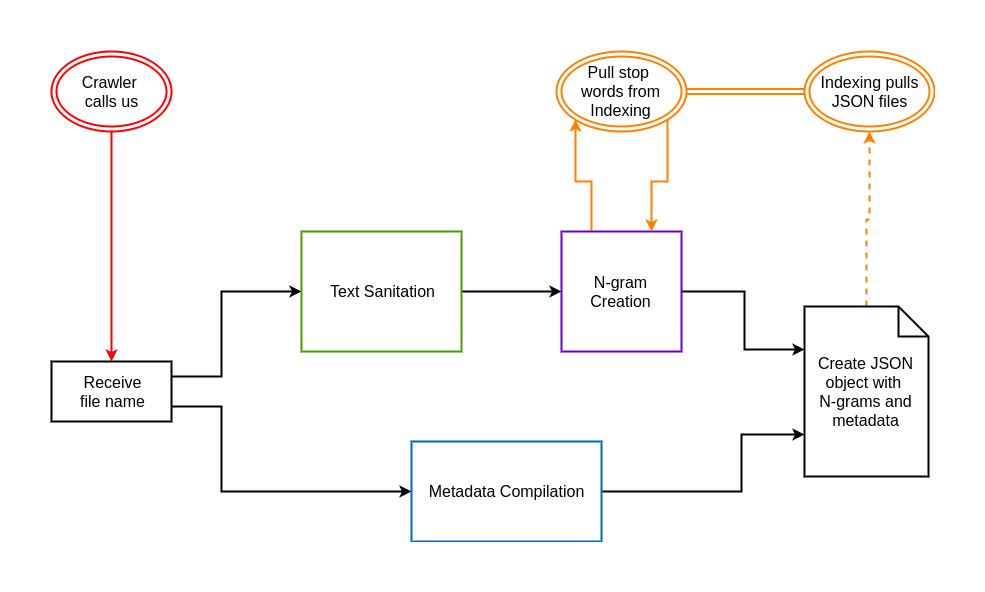 Crawler
calls us
Pull stop
words from
Indexing
Indexing pulls
JSON files
Text Sanitation
N-gram
Creation
Receive
file name
Create JSON
object with
N-grams and
metadata
Metadata Compilation